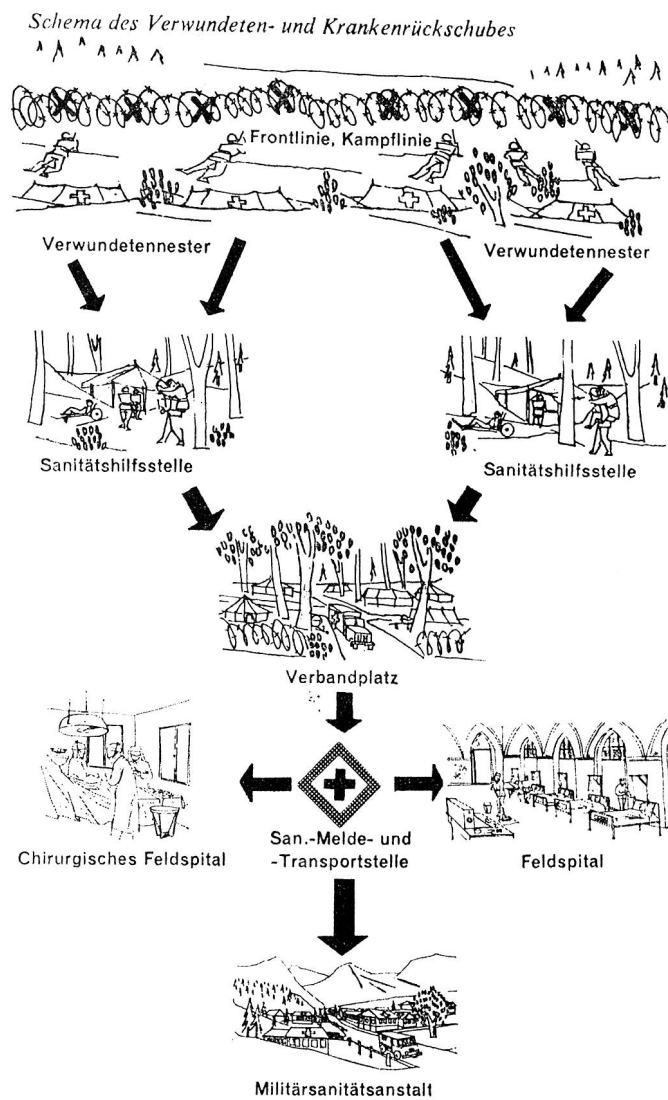 Schema des Verwundeten- und Krankenrückschubes
Frontlinie, Kampflinie
Verwundetennester
Verwundetennester
Sanitätshilfsstelle
Sanitätshilfsstelle
Verbandplatz
Chirurgisches Feldspital
San.-Melde- und
-Transportstelle
Feldspital
Militärsanitätsanstalt